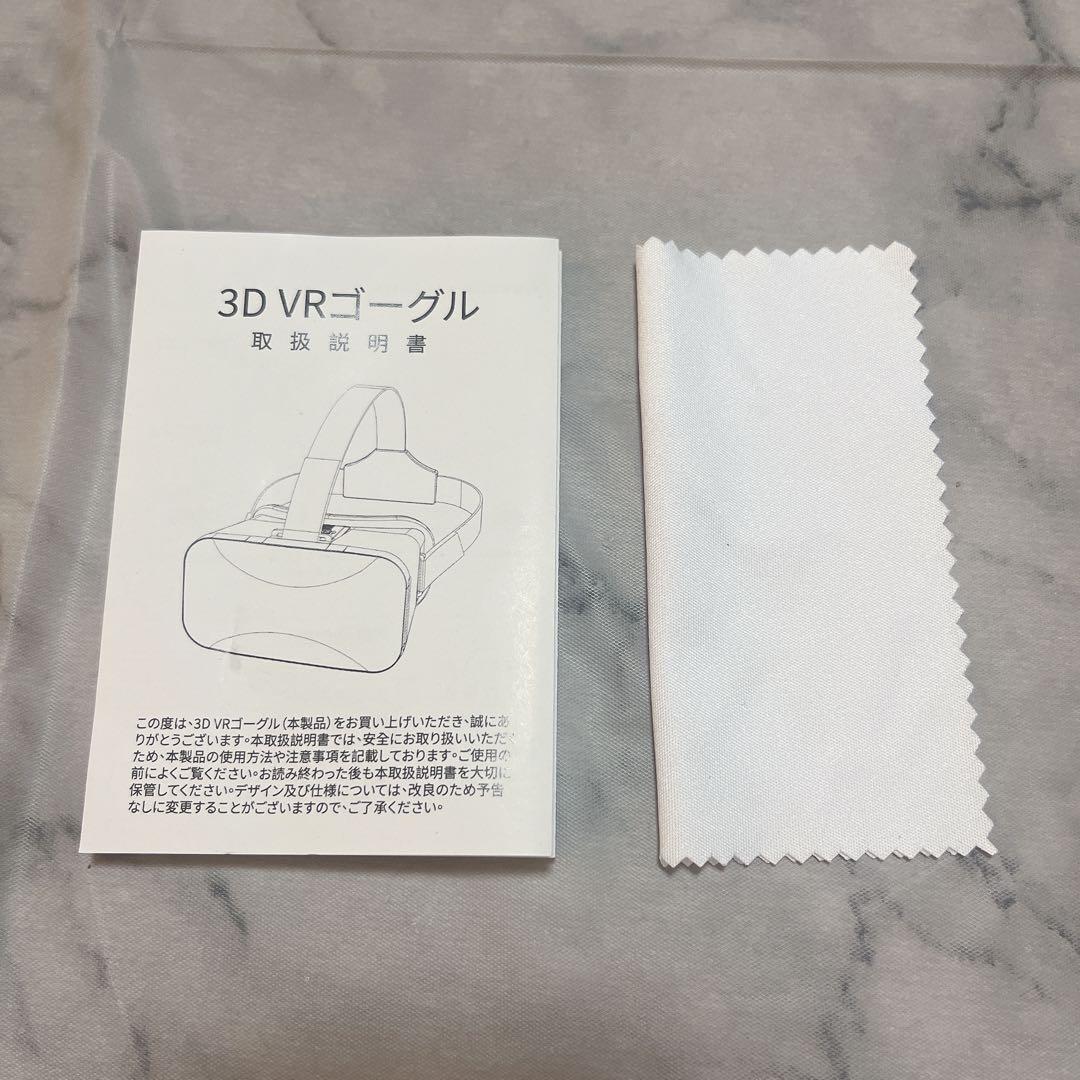 3D VRゴーグル
取扱説明書
この度は、3D VRゴーグル(本製品)をお買い上げいただき、誠にあ
りがとうございます。本取扱説明書では、安全にお取り扱いいただく
ため、本製品の使用方法や注意事項を記載しております。ご使用の
前によくご覧ください。お読み終わった後も本取扱説明書を大切に
保管してください。デザイン及び仕様については、改良のため予告
なしに変更することがございますので、ご了承ください。